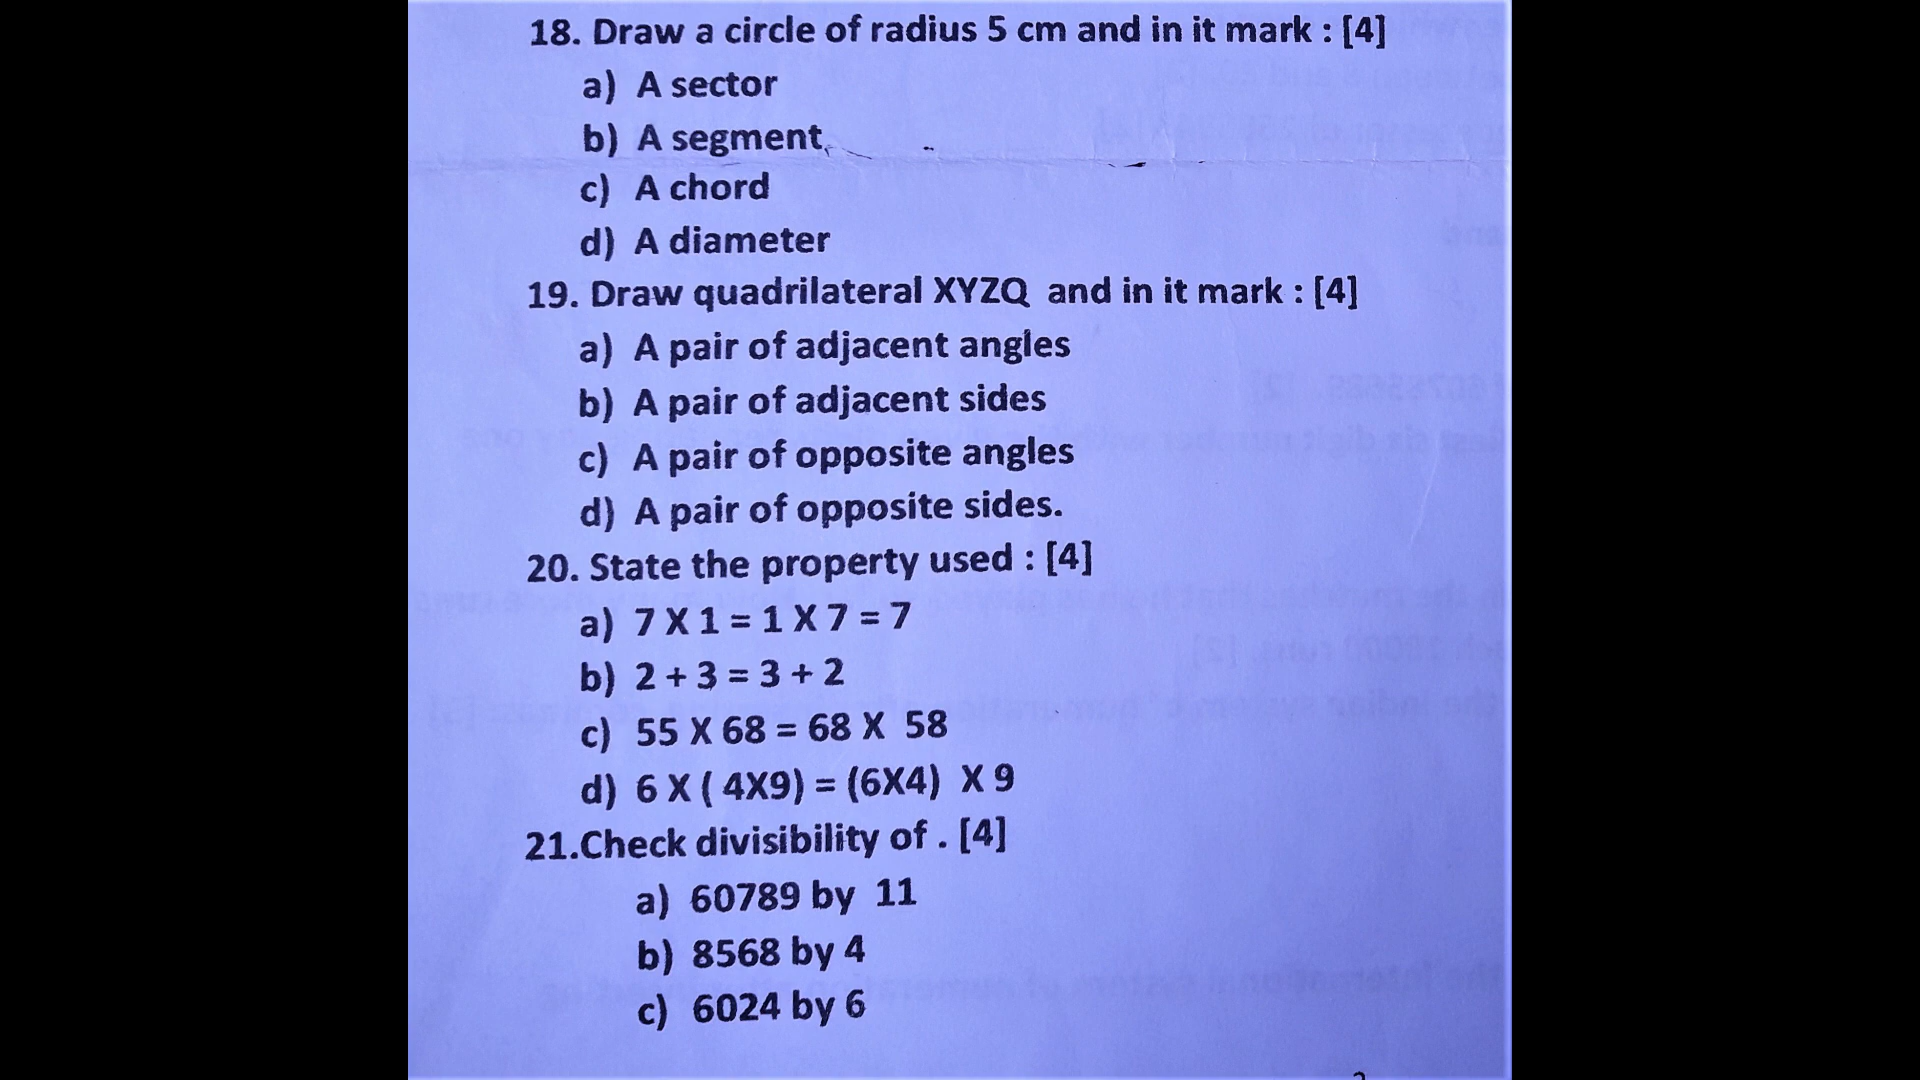 18. Draw a circle of radius 5 cm and in it mark : [4]
a) A sector
b) A segment
c) A chord
d) A diameter
19. Draw quadrilateral XYZQ and in it mark : [4]
a) A pair of adjacent angles
b) A pair of adjacent sides
c) A pair of opposite angles
d) A pair of opposite sides.
20. State the property used : [4]
a) 7 X 1 = 1 X 7 = 7
b) 2 + 3 = 3 + 2
c) 55 X 68 = 68 X 58
d) 6 X ( 4X9) = (6X4) X 9
21.Check divisibility of . [4]
a) 60789 by 11
b) 8568 by 4
c) 6024 by 6